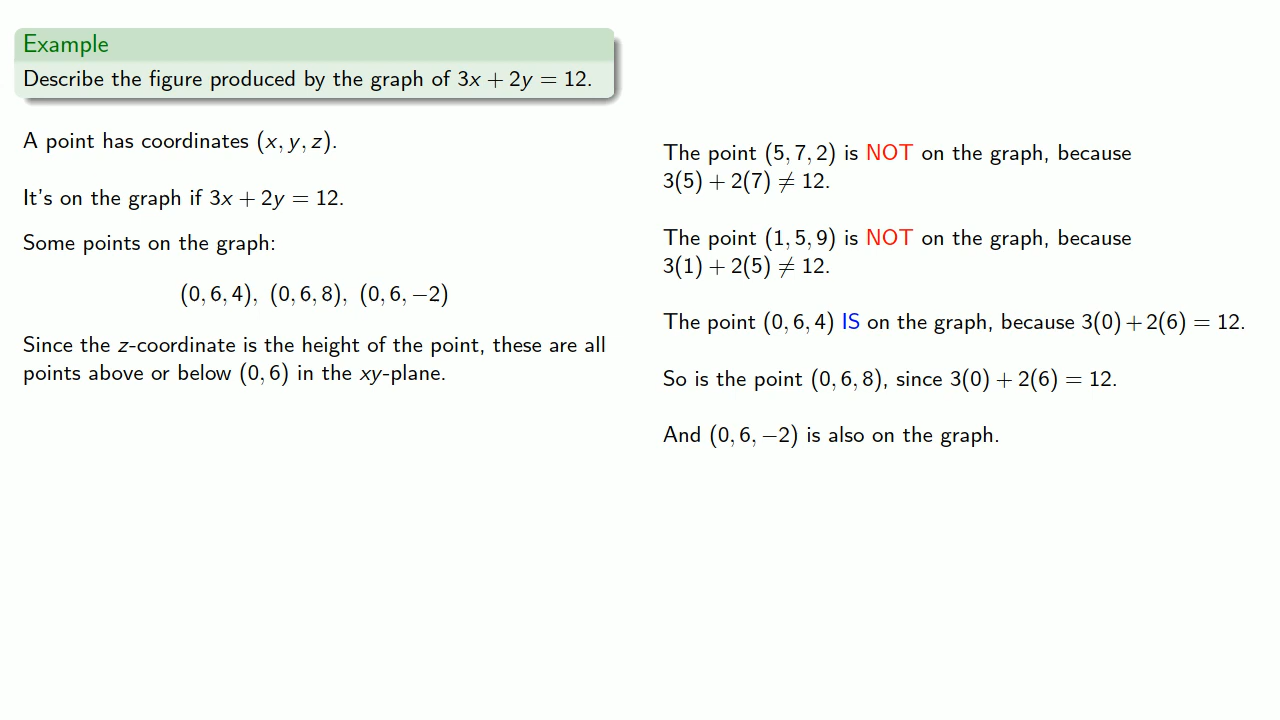 Example
Describe the figure produced by the graph of 3x + 2y = 12.
A point has coordinates (x, y, z).
It's on the graph if 3x + 2y = 12.
Some points on the graph:
(0, 6, 4), (0, 6, 8), (0, 6, −2)
Since the z-coordinate is the height of the point, these are all
points above or below (0, 6) in the xy-plane.
The point (5, 7, 2) is NOT on the graph, because
3(5) + 2(7) ≠ 12.
The point (1, 5, 9) is NOT on the graph, because
3(1) + 2(5) ≠ 12.
The point (0, 6, 4) IS on the graph, because 3(0) + 2(6) = 12.
So is the point (0, 6, 8), since 3(0) + 2(6) = 12.
And (0, 6, −2) is also on the graph.